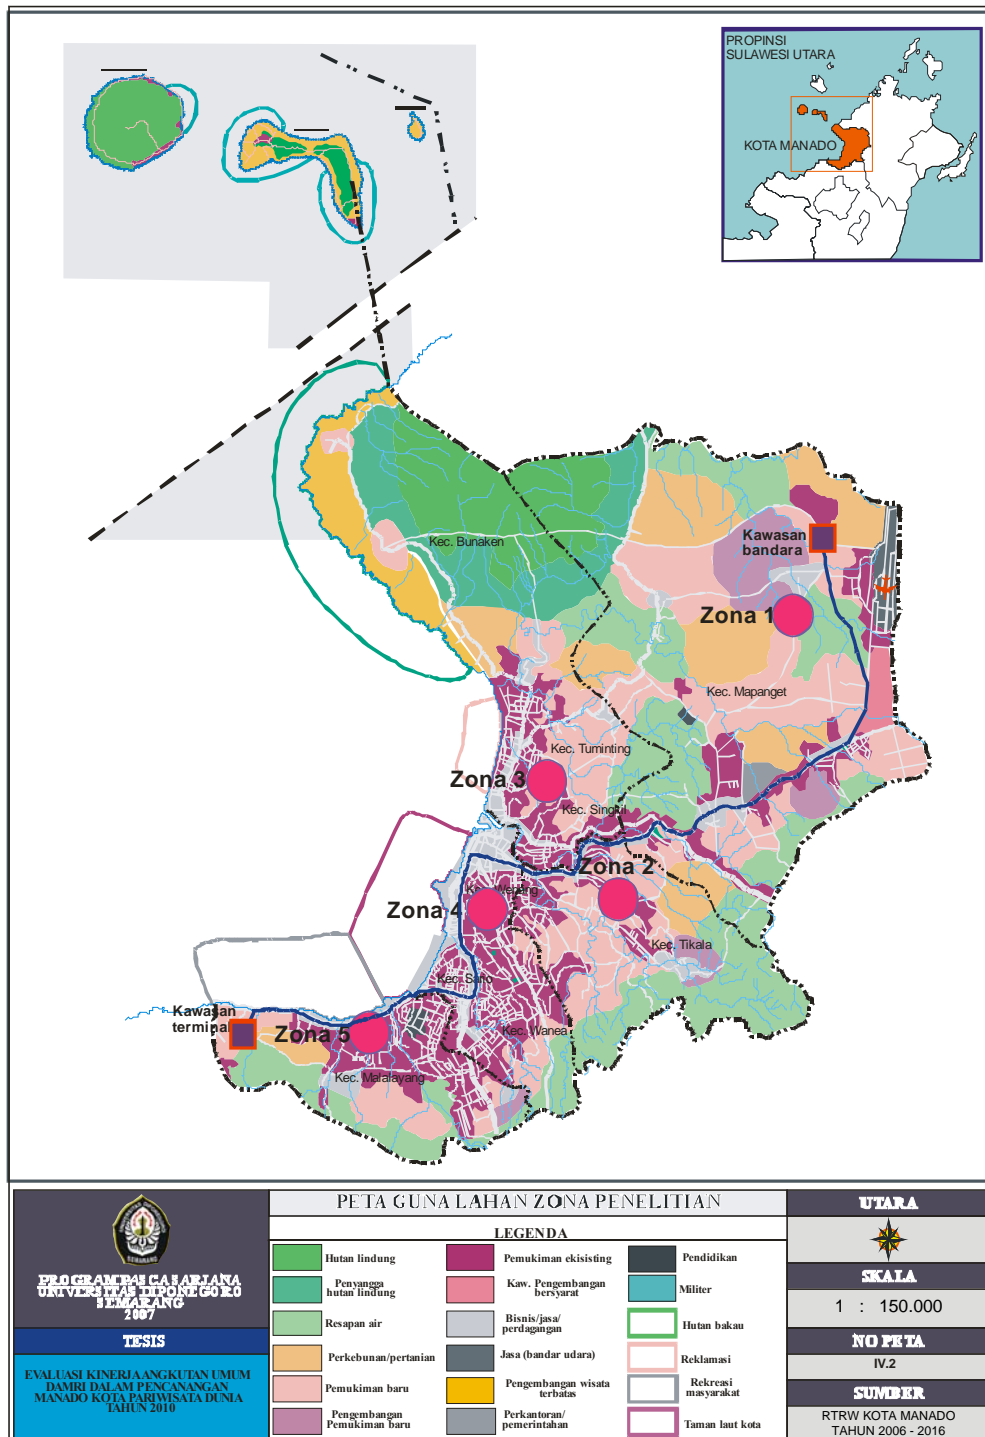 PROPINSI
SULAWESI UTARA
KOTA MANADO
Kec. Bunaken
Kawasan
bandara
Zona 1
Kec. Mapanget
Kec. Tuminting
Zona 3
Kec. Singkil
Zona 2
Zona 4
Kec. Tikala
Kec. Sario
Kec. Wanea
Kawasan
terminal
Zona 5
Kec. Malalayang
PROGRAM PASCASARJANA
UNIVERSITAS DIPONEGORO
SEMARANG
2007
TESIS
EVALUASI KINERJA ANGKUTAN UMUM
DAMRI DALAM PENCANANGAN
MANADO KOTA PARIWISATA DUNIA
TAHUN 2010
PETA GUNA LAHAN ZONA PENELITIAN
LEGENDA
Hutan lindung
Penyangga
hutan lindung
Resapan air
Perkebunan/pertanian
Pemukiman baru
Pengembangan
Pemukiman baru
Pemukiman ekisisting
Kaw. Pengembangan
bersyarat
Bisnis/jasa/
perdagangan
Jasa (bandar udara)
Pengembangan wisata
terbatas
Perkantoran/
pemerintahan
Pendidikan
Militer
Hutan bakau
Reklamasi
Rekreasi
masyarakat
Taman laut kota
UTARA
SKALA
1 : 150.000
NO PETA
IV.2
SUMBER
RTRW KOTA MANADO
TAHUN 2006 - 2016